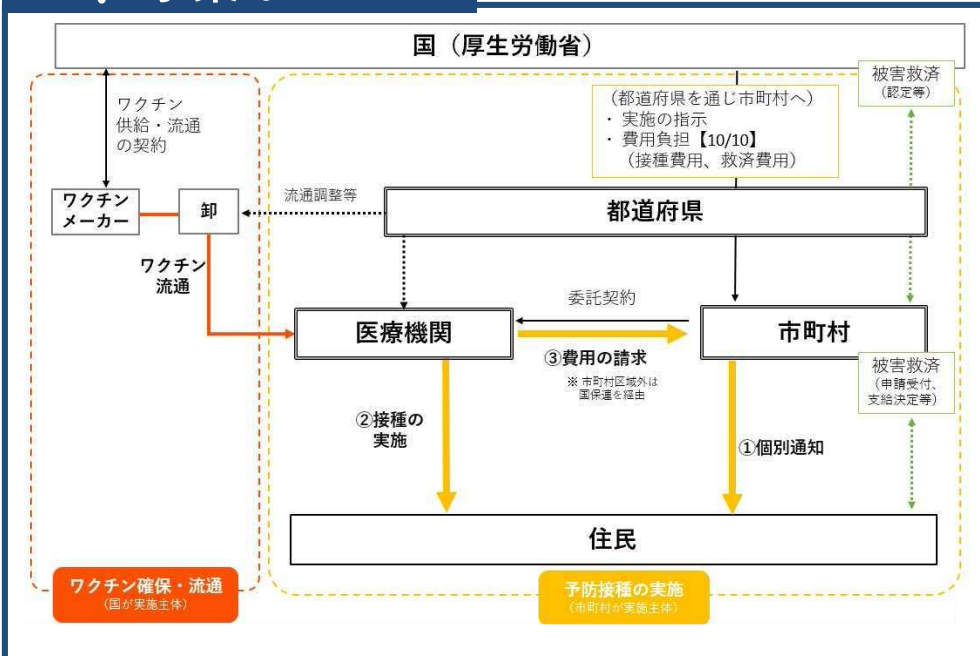 国（厚生労働省）
ワクチン
供給・流通
の契約
（都道府県を通じ市町村へ）
・ 実施の指示
・ 費用負担【10/10】
（接種費用、救済費用）
被害救済
（認定等）
ワクチン
メーカー
卸
流通調整等
都道府県
ワクチン
流通
委託契約
医療機関
市町村
③費用の請求
※ 市町村区域外は
国保連を経由
被害救済
（申請受付、
支給決定等）
②接種の
実施
①個別通知
住民
ワクチン確保・流通
（国が実施主体）
予防接種の実施
（市町村が実施主体）